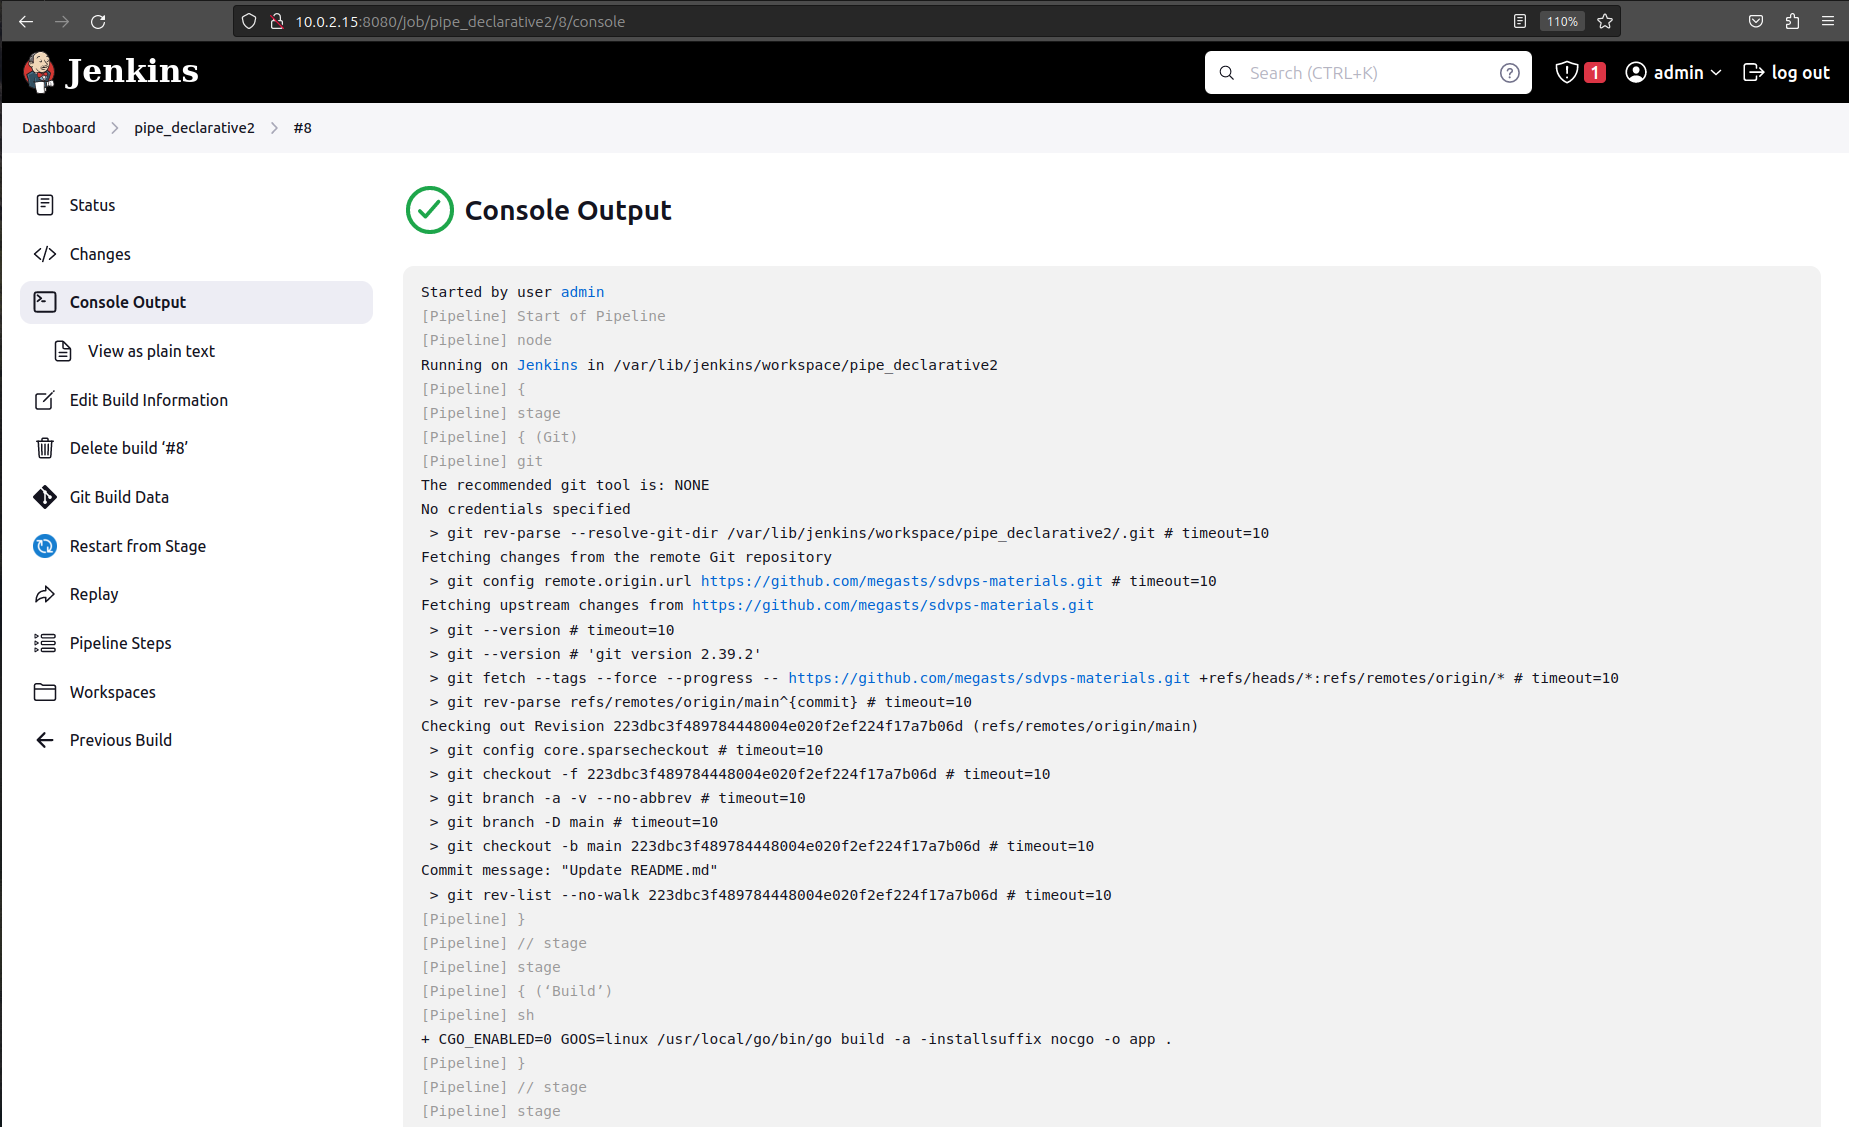 10.0.2.15:8080/job/pipe_declarative2/8/console
110%
Jenkins
Search (CTRL+K)
1
admin
log out
Dashboard
pipe_declarative2
#8
Status
Changes
Console Output
View as plain text
Edit Build Information
Delete build ‘#8’
Git Build Data
Restart from Stage
Replay
Pipeline Steps
Workspaces
Previous Build
Console Output
Started by user admin
[Pipeline] Start of Pipeline
[Pipeline] node
Running on Jenkins in /var/lib/jenkins/workspace/pipe_declarative2
[Pipeline] {
[Pipeline] stage
[Pipeline] { (Git)
[Pipeline] git
The recommended git tool is: NONE
No credentials specified
> git rev-parse --resolve-git-dir /var/lib/jenkins/workspace/pipe_declarative2/.git # timeout=10
Fetching changes from the remote Git repository
> git config remote.origin.url https://github.com/megasts/sdvps-materials.git # timeout=10
Fetching upstream changes from https://github.com/megasts/sdvps-materials.git
> git --version # timeout=10
> git --version # 'git version 2.39.2'
> git fetch --tags --force --progress -- https://github.com/megasts/sdvps-materials.git +refs/heads/*:refs/remotes/origin/* # timeout=10
> git rev-parse refs/remotes/origin/main^{commit} # timeout=10
Checking out Revision 223dbc3f489784448004e020f2ef224f17a7b06d (refs/remotes/origin/main)
> git config core.sparsecheckout # timeout=10
> git checkout -f 223dbc3f489784448004e020f2ef224f17a7b06d # timeout=10
> git branch -a -v --no-abbrev # timeout=10
> git branch -D main # timeout=10
> git checkout -b main 223dbc3f489784448004e020f2ef224f17a7b06d # timeout=10
Commit message: "Update README.md"
> git rev-list --no-walk 223dbc3f489784448004e020f2ef224f17a7b06d # timeout=10
[Pipeline] }
[Pipeline] // stage
[Pipeline] stage
[Pipeline] { (‘Build’)
[Pipeline] sh
+ CGO_ENABLED=0 GOOS=linux /usr/local/go/bin/go build -a -installsuffix nocgo -o app .
[Pipeline] }
[Pipeline] // stage
[Pipeline] stage